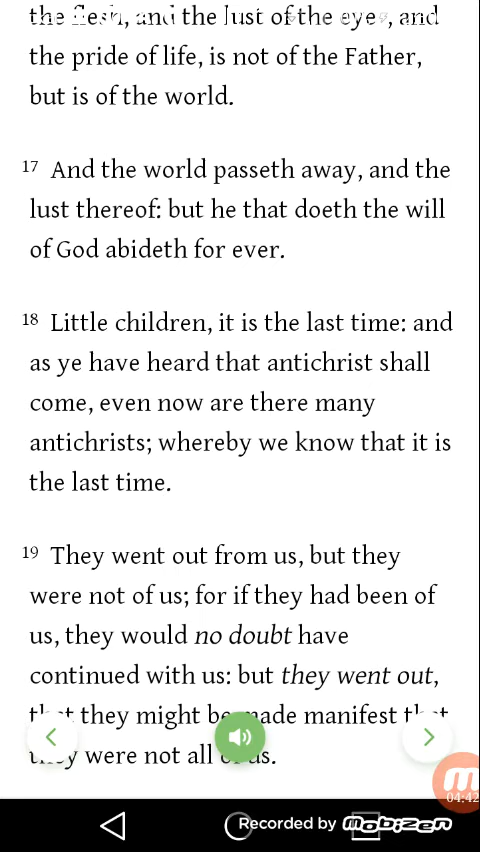 the flesh, and the lust of the eyes, and
the pride of life, is not of the Father,
but is of the world.
17 And the world passeth away, and the
lust thereof: but he that doeth the will
of God abideth for ever.
18 Little children, it is the last time: and
as ye have heard that antichrist shall
come, even now are there many
antichrists; whereby we know that it is
the last time.
19 They went out from us, but they
were not of us; for if they had been of
us, they would no doubt have
continued with us: but they went out,
that they might be made manifest that
they were not all of us.
04:42
Recorded by mobizen